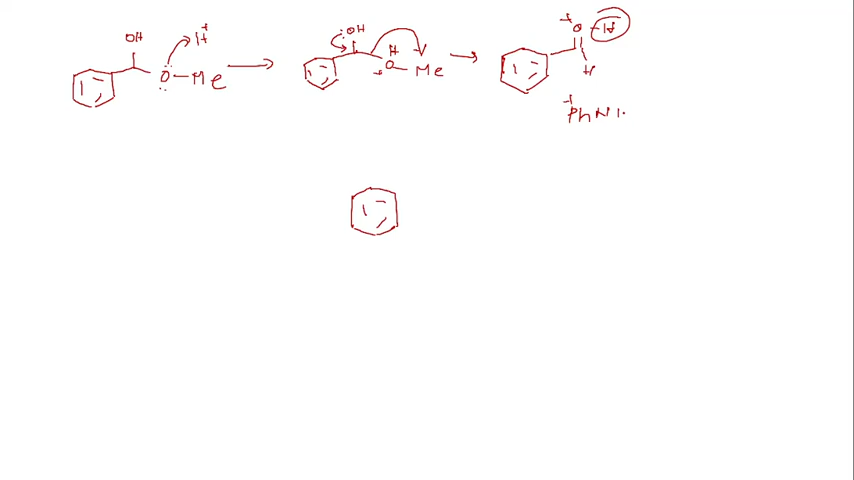 OH H+ :OH H + O - H
O - Me + O - Me H
+ PhNH